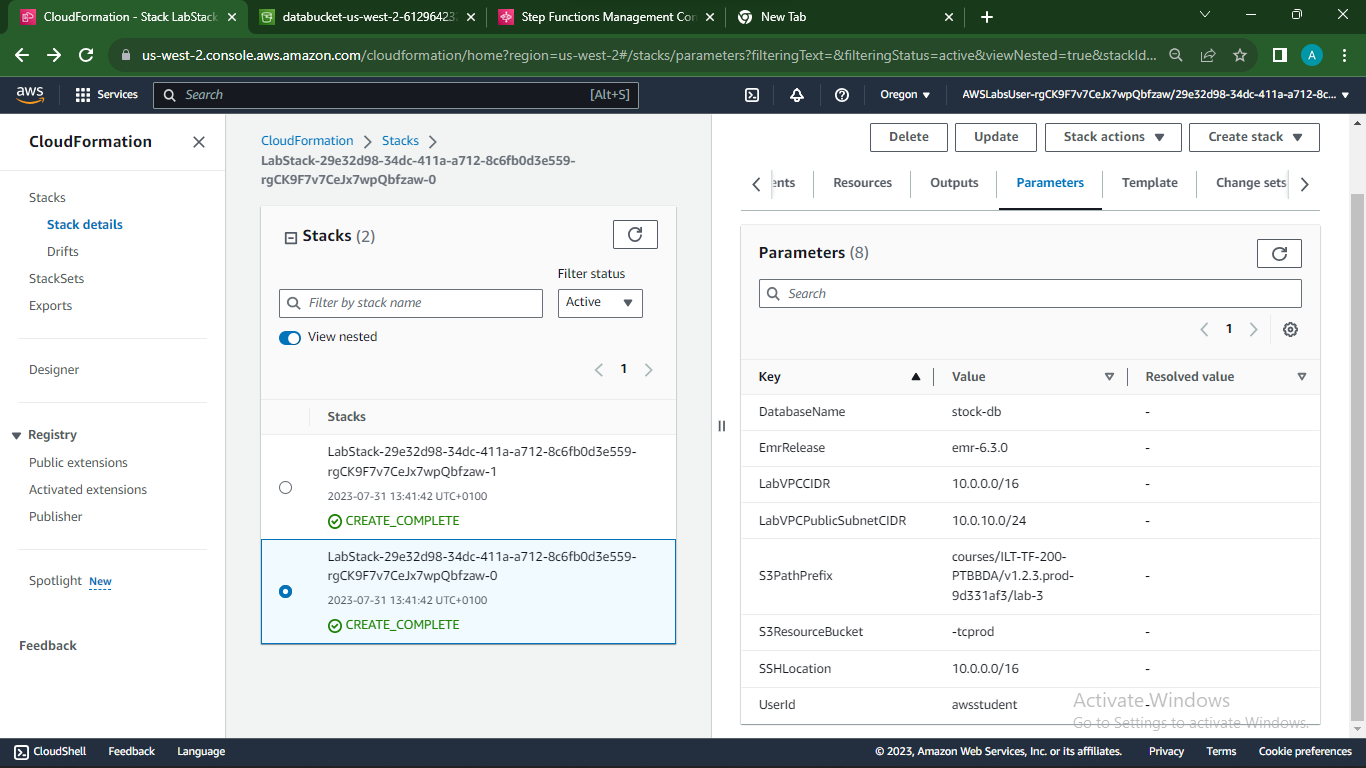 CloudFormation - Stack LabStack
databucket-us-west-2-61296423
Step Functions Management Con
New Tab
us-west-2.console.aws.amazon.com/cloudformation/home?region=us-west-2#/stacks/parameters?filteringText=&filteringStatus=active&viewNested=true&stackId...
A
aws
Services
Search
[Alt+S]
Oregon
AWSLabsUser-rgCK9F7v7CeJx7wpQbfzaw/29e32d98-34dc-411a-a712-8c...
CloudFormation
Stacks
Stack details
Drifts
StackSets
Exports
Designer
Registry
Public extensions
Activated extensions
Publisher
Spotlight New
Feedback
CloudFormation > Stacks >
LabStack-29e32d98-34dc-411a-a712-8c6fb0d3e559-
rgCK9F7v7CeJx7wpQbfzaw-0
Stacks (2)
Filter status
Filter by stack name
Active
View nested
1
Stacks
LabStack-29e32d98-34dc-411a-a712-8c6fb0d3e559-
rgCK9F7v7CeJx7wpQbfzaw-1
2023-07-31 13:41:42 UTC+0100
CREATE_COMPLETE
LabStack-29e32d98-34dc-411a-a712-8c6fb0d3e559-
rgCK9F7v7CeJx7wpQbfzaw-0
2023-07-31 13:41:42 UTC+0100
CREATE_COMPLETE
Delete
Update
Stack actions
Create stack
ents
Resources
Outputs
Parameters
Template
Change sets
Parameters (8)
Search
1
Key Value Resolved value
DatabaseName stock-db -
EmrRelease emr-6.3.0 -
LabVPCCIDR 10.0.0.0/16 -
LabVPCPublicSubnetCIDR 10.0.10.0/24 -
S3PathPrefix courses/ILT-TF-200-
PTBBDA/v1.2.3.prod-
9d331af3/lab-3 -
S3ResourceBucket -tcprod -
SSHLocation 10.0.0.0/16 -
UserId awsstudent -
Activate Windows
Go to Settings to activate Windows.
CloudShell
Feedback
Language
© 2023, Amazon Web Services, Inc. or its affiliates.
Privacy
Terms
Cookie preferences